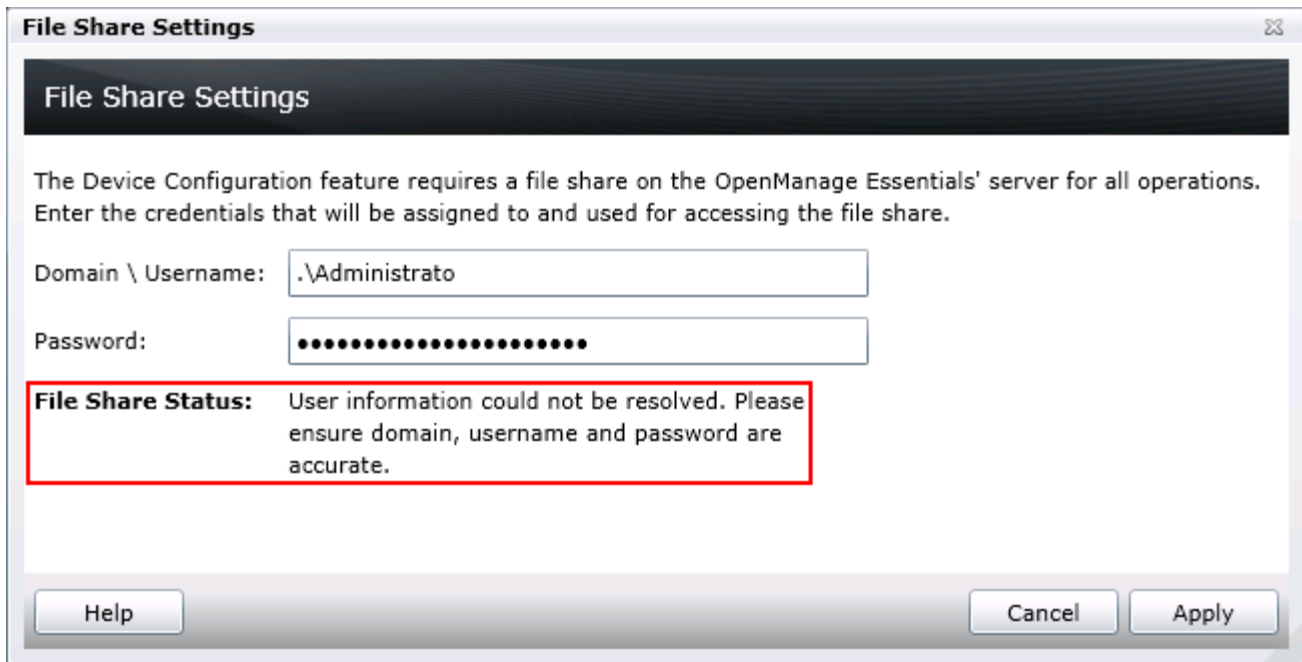 File Share Settings
File Share Settings
The Device Configuration feature requires a file share on the OpenManage Essentials' server for all operations.
Enter the credentials that will be assigned to and used for accessing the file share.
Domain \ Username: .\Administrato
Password: ••••••••••••••••••••••
File Share Status: User information could not be resolved. Please
ensure domain, username and password are
accurate.
Help Cancel Apply